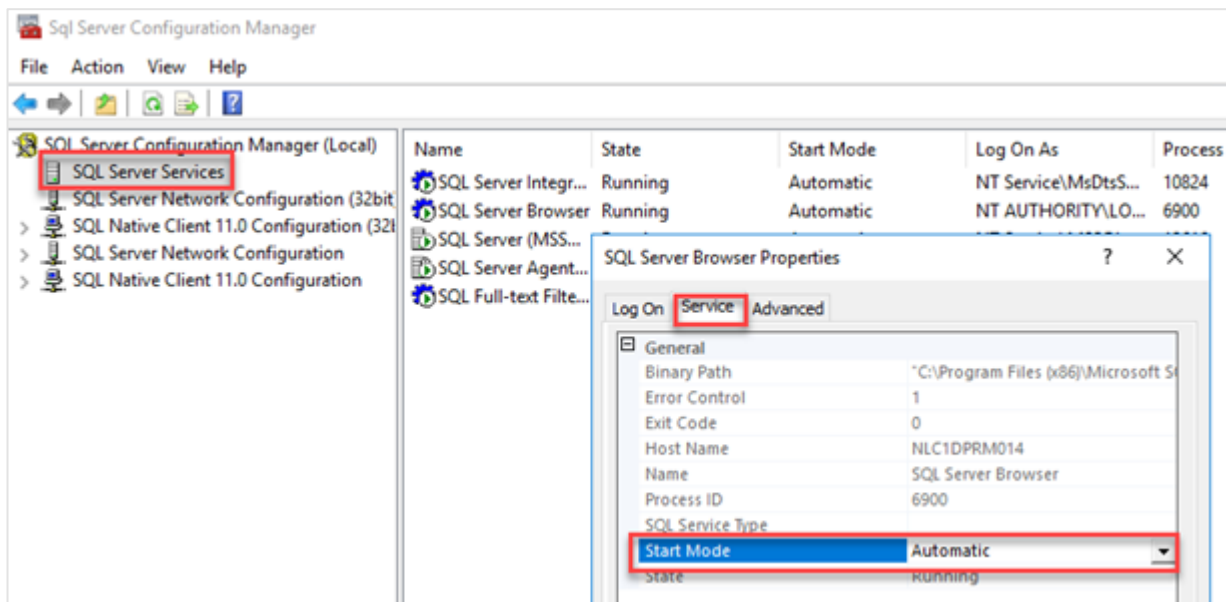 Sql Server Configuration Manager
File Action View Help
SQL Server Configuration Manager (Local)
SQL Server Services
SQL Server Network Configuration (32bit
SQL Native Client 11.0 Configuration (32
SQL Server Network Configuration
SQL Native Client 11.0 Configuration
Name State Start Mode Log On As Process
SQL Server Integr... Running Automatic NT Service\MsDtsS... 10824
SQL Server Browser Running Automatic NT AUTHORITY\LO... 6900
SQL Server (MSS...
SQL Server Agent...
SQL Full-text Filte...
SQL Server Browser Properties ? ×
Log On Service Advanced
General
Binary Path "C:\Program Files (x86)\Microsoft
Error Control 1
Exit Code 0
Host Name NLC1DPRM014
Name SQL Server Browser
Process ID 6900
SQL Service Type
Start Mode Automatic
State Running